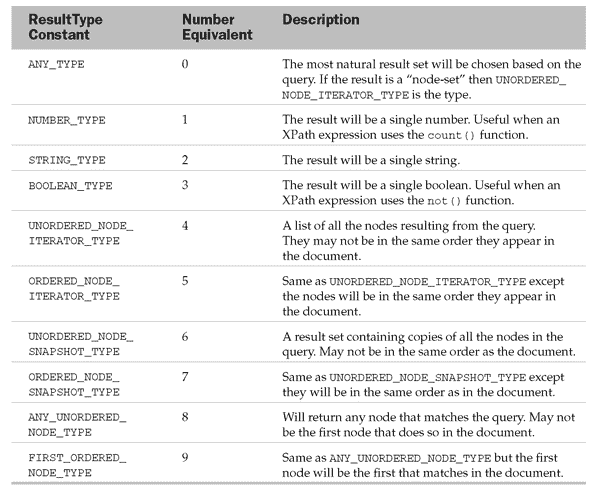 ResultType Number Description
Constant Equivalent
ANY_TYPE 0 The most natural result set will be chosen based on the
query. If the result is a “node-set” then UNORDERED_
NODE_ITERATOR_TYPE is the type.
NUMBER_TYPE 1 The result will be a single number. Useful when an
XPath expression uses the count() function.
STRING_TYPE 2 The result will be a single string.
BOOLEAN_TYPE 3 The result will be a single boolean. Useful when an
XPath expression uses the not() function.
UNORDERED_NODE_ 4 A list of all the nodes resulting from the query.
ITERATOR_TYPE They may not be in the same order they appear in
the document.
ORDERED_NODE_ 5 Same as UNORDERED_NODE_ITERATOR_TYPE except
ITERATOR_TYPE the nodes will be in the same order they appear in
the document.
UNORDERED_NODE_ 6 A result set containing copies of all the nodes in the
SNAPSHOT_TYPE query. May not be in the same order as the document.
ORDERED_NODE_ 7 Same as UNORDERED_NODE_SNAPSHOT_TYPE except
SNAPSHOT_TYPE they will be in the same order as in the document.
ANY_UNORDERED_ 8 Will return any node that matches the query. May not
NODE_TYPE be the first node that does so in the document.
FIRST_ORDERED_ 9 Same as ANY_UNORDERED_NODE_TYPE but the first
NODE_TYPE node will be the first that matches in the document.